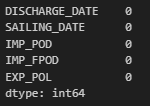 DISCHARGE_DATE    0
SAILING_DATE      0
IMP_POD           0
IMP_FPOD          0
EXP_POL           0
dtype: int64